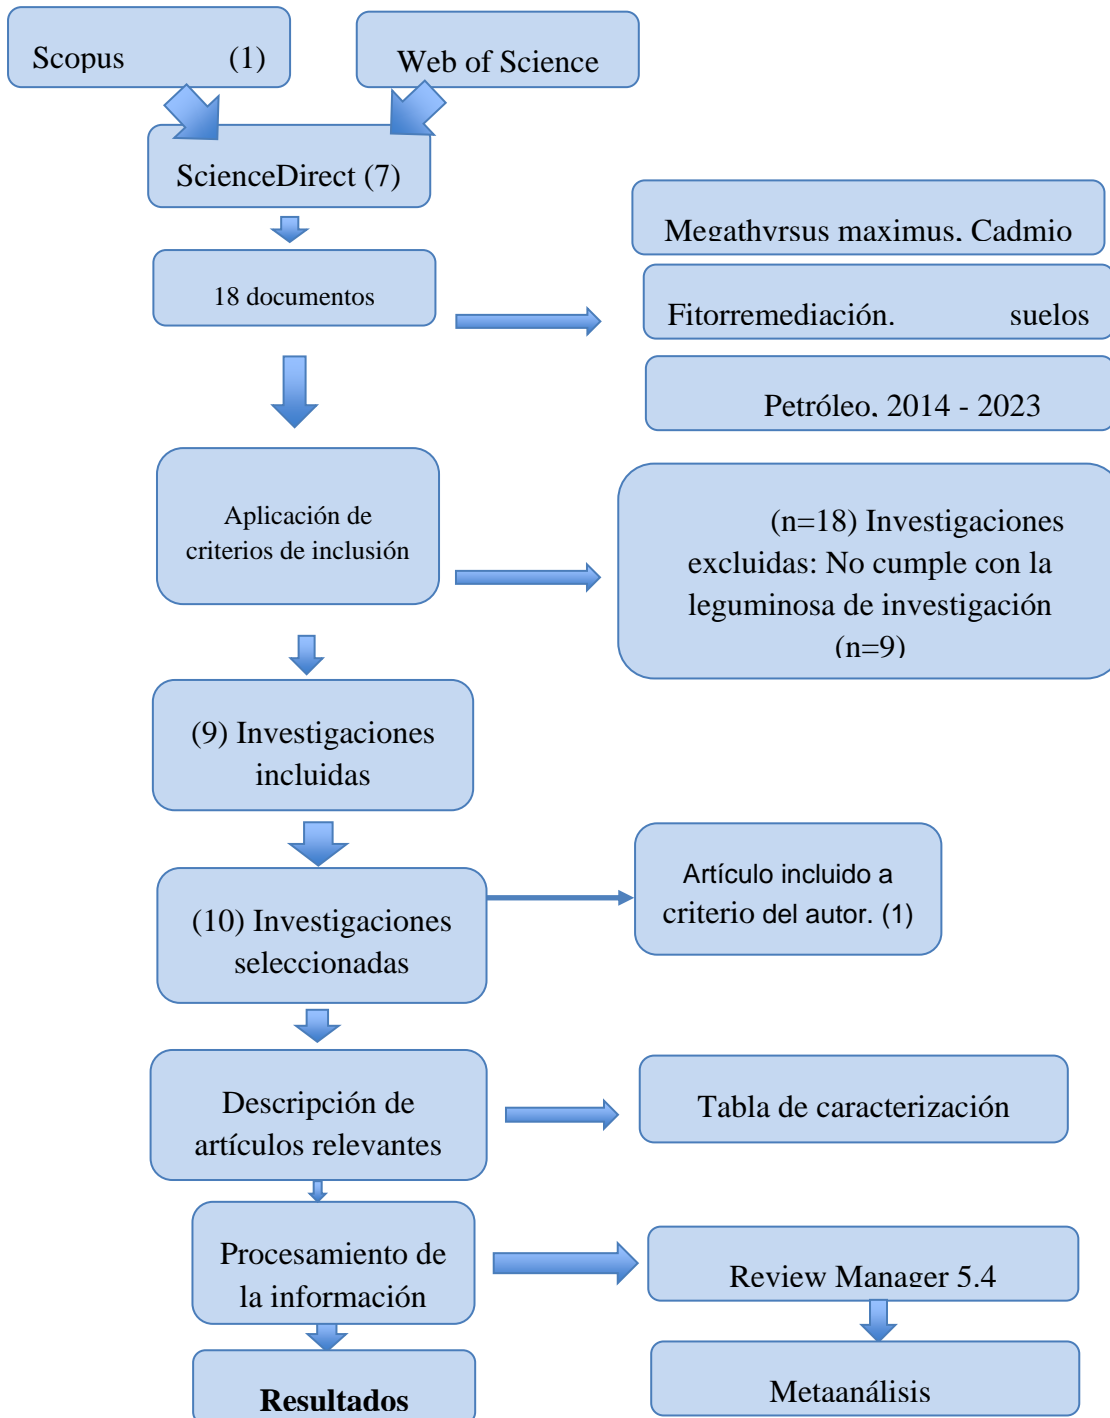 Scopus (1)
Web of Science
ScienceDirect (7)
18 documentos
Megathyrsus maximus, Cadmio
Fitorremediación. suelos
Petróleo, 2014 - 2023
Aplicación de
criterios de inclusión
(n=18) Investigaciones
excluidas: No cumple con la
leguminosa de investigación
(n=9)
(9) Investigaciones
incluidas
(10) Investigaciones
seleccionadas
Artículo incluido a
criterio del autor. (1)
Descripción de
artículos relevantes
Tabla de caracterización
Procesamiento de
la información
Review Manager 5.4
Resultados
Metaanálisis